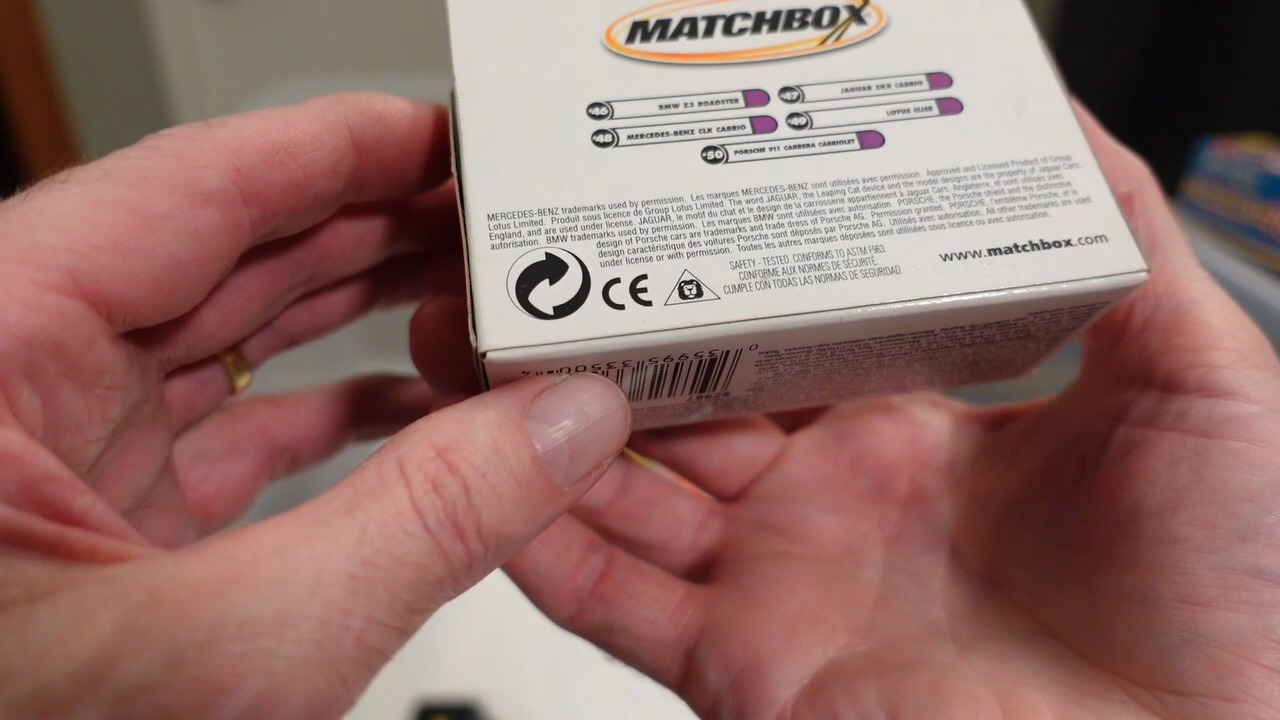 MATCHBOX
#46 BMW Z3 ROADSTER
#47 JAGUAR XK8 CABRIO
#48 MERCEDES-BENZ CLK CABRIO
#49 LOTUS ELISE
#50 PORSCHE 911 CARRERA CABRIOLET
MERCEDES-BENZ trademarks used by permission. Les marques MERCEDES-BENZ sont utilisées avec permission. Approved and Licensed Product of Group
Lotus Limited. Produit sous licence de Group Lotus Limited. The word JAGUAR, the Leaping Cat device and the model designs are the property of Jaguar Cars,
England, and are used under license. JAGUAR, le motif du chat et le design de la carrosserie appartiennent à Jaguar Cars, Angleterre, et sont utilisés avec
autorisation. BMW trademarks used by permission. Les marques BMW sont utilisées avec autorisation. PORSCHE, the Porsche shield and the distinctive
design of Porsche cars are trademarks and trade dress of Porsche AG. Permission granted. PORSCHE, l'emblème Porsche, et le
design caractéristique des voitures Porsche sont déposés par Porsche AG. Utilisés avec autorisation. All other trademarks are used
under license or with permission. Toutes les autres marques déposées sont utilisées sous licence ou avec autorisation.
CE
SAFETY - TESTED. CONFORMS TO ASTM F963.
CONFORME AUX NORMES DE SÉCURITÉ.
CUMPLE CON TODAS LAS NORMAS DE SEGURIDAD.
www.matchbox.com
0 35995 33500 4